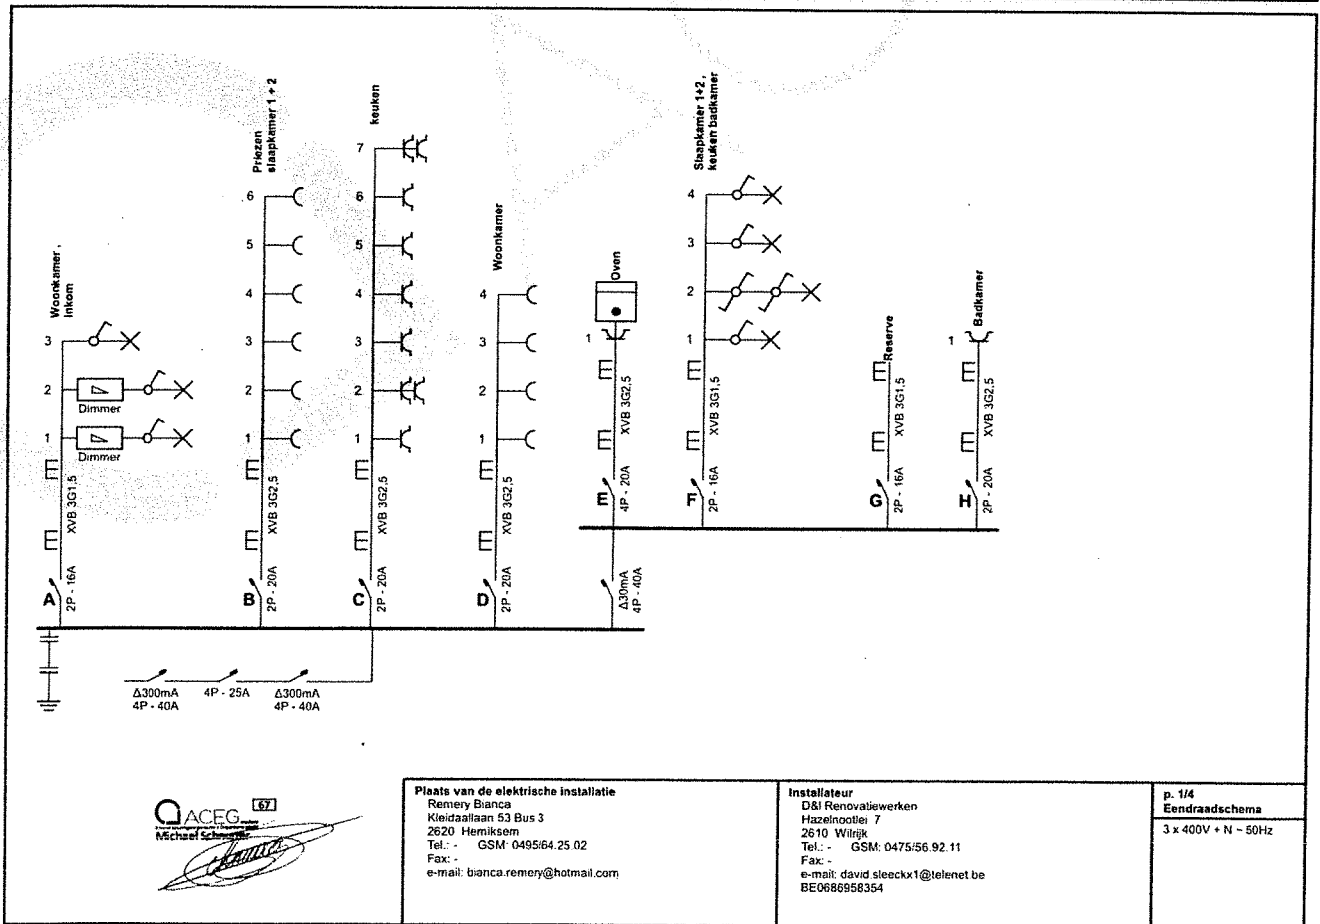 Woonkamer,
Inkom
3
2
Dimmer
1
Dimmer
XVB 3G1,5
A
2P - 16A
Priezen
slaapkamer 1 + 2
6
5
4
3
2
1
XVB 3G2,5
B
2P - 20A
keuken
7
6
5
4
3
2
1
XVB 3G2,5
C
2P - 20A
Woonkamer
4
3
2
1
XVB 3G2,5
D
2P - 20A
Oven
1
XVB 3G2,5
E
4P - 20A
Δ30mA
4P - 40A
Slaapkamer 1+2,
keuken badkamer
4
3
2
1
XVB 3G1,5
F
2P - 16A
Reserve
XVB 3G1,5
G
2P - 16A
Badkamer
1
XVB 3G2,5
H
2P - 20A
Δ300mA
4P - 40A
4P - 25A
Δ300mA
4P - 40A
ACEG
67
Michael
Plaats van de elektrische installatie
Remery Bianca
Kleidaallaan 53 Bus 3
2620 Hemiksem
Tel.: - GSM: 0495/64.25.02
Fax: -
e-mail: bianca.remery@hotmail.com
Installateur
D&I Renovatiewerken
Hazelnootlei 7
2610 Wilrijk
Tel.: - GSM: 0475/56.92.11
Fax: -
e-mail: david.sleeckx1@telenet be
BE0686958354
p. 1/4
Eendraadschema
3 x 400V + N ~ 50Hz